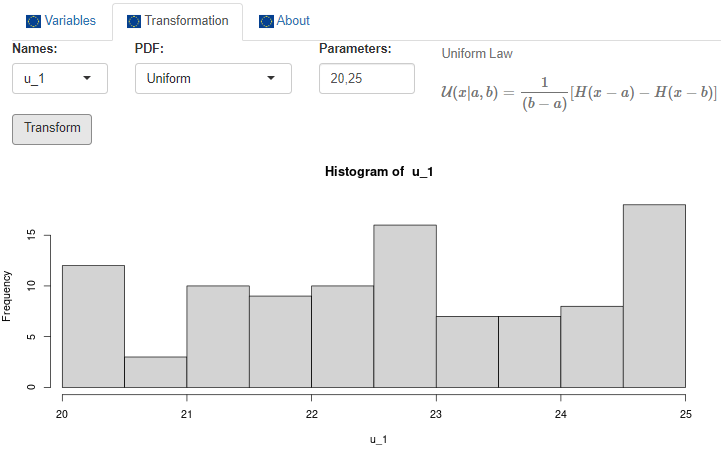 Variables Transformation About
Names: PDF: Parameters: Uniform Law
u_1 Uniform 20,25 𝒰(x|a, b) = 1/(b − a) [H(x − a) − H(x − b)]
Transform
Histogram of u_1
Frequency
15
10
5
0
20 21 22 23 24 25
u_1